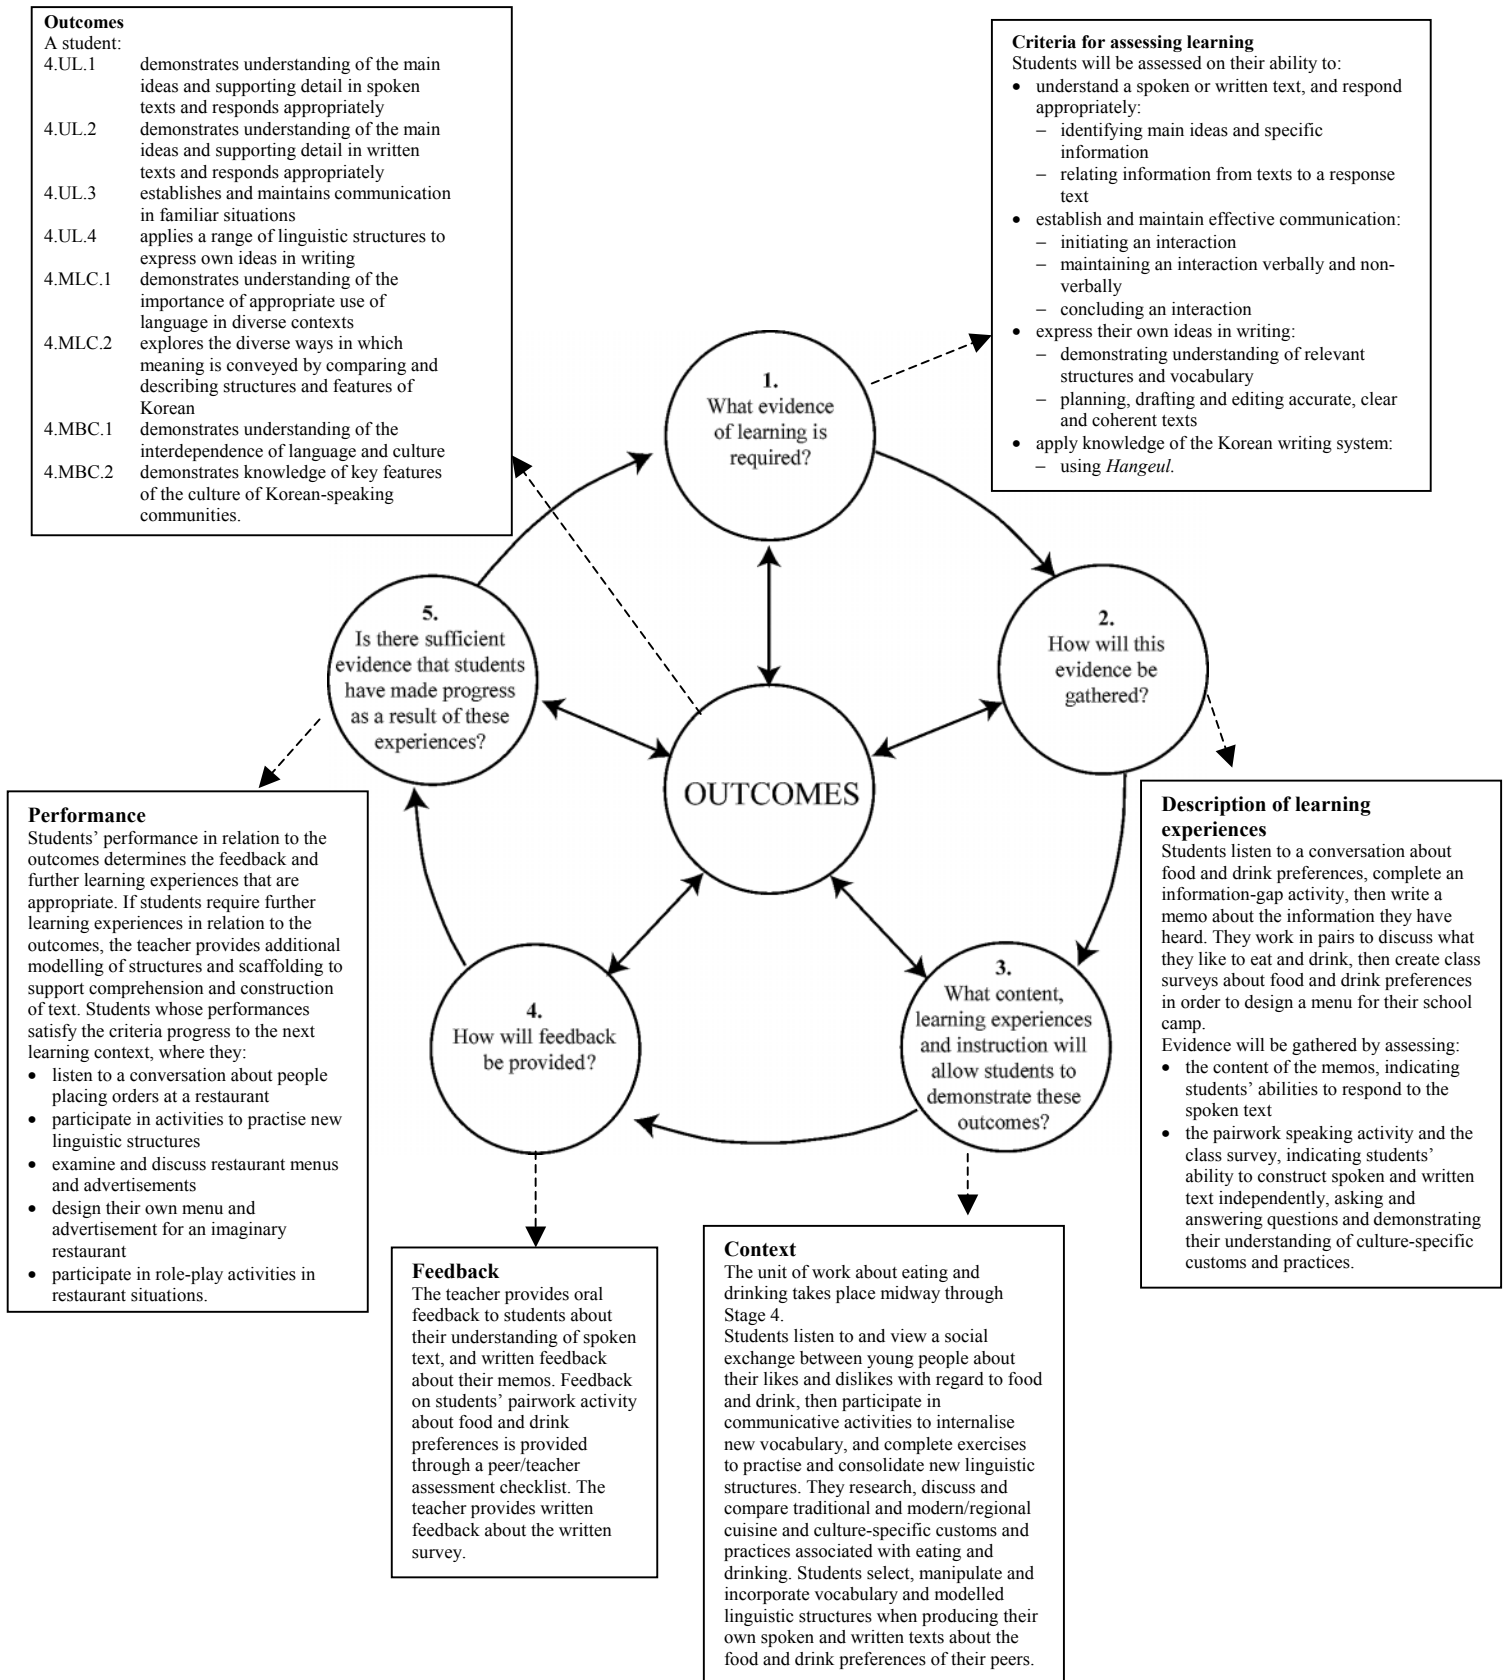 Outcomes
A student:
4.UL.1 demonstrates understanding of the main
ideas and supporting detail in spoken
texts and responds appropriately
4.UL.2 demonstrates understanding of the main
ideas and supporting detail in written
texts and responds appropriately
4.UL.3 establishes and maintains communication
in familiar situations
4.UL.4 applies a range of linguistic structures to
express own ideas in writing
4.MLC.1 demonstrates understanding of the
importance of appropriate use of
language in diverse contexts
4.MLC.2 explores the diverse ways in which
meaning is conveyed by comparing and
describing structures and features of
Korean
4.MBC.1 demonstrates understanding of the
interdependence of language and culture
4.MBC.2 demonstrates knowledge of key features
of the culture of Korean-speaking
communities.
Criteria for assessing learning
Students will be assessed on their ability to:
• understand a spoken or written text, and respond
appropriately:
– identifying main ideas and specific
information
– relating information from texts to a response
text
• establish and maintain effective communication:
– initiating an interaction
– maintaining an interaction verbally and non-
verbally
– concluding an interaction
• express their own ideas in writing:
– demonstrating understanding of relevant
structures and vocabulary
– planning, drafting and editing accurate, clear
and coherent texts
• apply knowledge of the Korean writing system:
– using Hangeul.
1.
What evidence
of learning is
required?
2.
How will this
evidence be
gathered?
5.
Is there sufficient
evidence that students
have made progress
as a result of these
experiences?
OUTCOMES
4.
How will feedback
be provided?
3.
What content,
learning experiences
and instruction will
allow students to
demonstrate these
outcomes?
Performance
Students’ performance in relation to the
outcomes determines the feedback and
further learning experiences that are
appropriate. If students require further
learning experiences in relation to the
outcomes, the teacher provides additional
modelling of structures and scaffolding to
support comprehension and construction
of text. Students whose performances
satisfy the criteria progress to the next
learning context, where they:
• listen to a conversation about people
placing orders at a restaurant
• participate in activities to practise new
linguistic structures
• examine and discuss restaurant menus
and advertisements
• design their own menu and
advertisement for an imaginary
restaurant
• participate in role-play activities in
restaurant situations.
Description of learning
experiences
Students listen to a conversation about
food and drink preferences, complete an
information-gap activity, then write a
memo about the information they have
heard. They work in pairs to discuss what
they like to eat and drink, then create class
surveys about food and drink preferences
in order to design a menu for their school
camp.
Evidence will be gathered by assessing:
• the content of the memos, indicating
students’ abilities to respond to the
spoken text
• the pairwork speaking activity and the
class survey, indicating students’
ability to construct spoken and written
text independently, asking and
answering questions and demonstrating
their understanding of culture-specific
customs and practices.
Feedback
The teacher provides oral
feedback to students about
their understanding of spoken
text, and written feedback
about their memos. Feedback
on students’ pairwork activity
about food and drink
preferences is provided
through a peer/teacher
assessment checklist. The
teacher provides written
feedback about the written
survey.
Context
The unit of work about eating and
drinking takes place midway through
Stage 4.
Students listen to and view a social
exchange between young people about
their likes and dislikes with regard to food
and drink, then participate in
communicative activities to internalise
new vocabulary, and complete exercises
to practise and consolidate new linguistic
structures. They research, discuss and
compare traditional and modern/regional
cuisine and culture-specific customs and
practices associated with eating and
drinking. Students select, manipulate and
incorporate vocabulary and modelled
linguistic structures when producing their
own spoken and written texts about the
food and drink preferences of their peers.